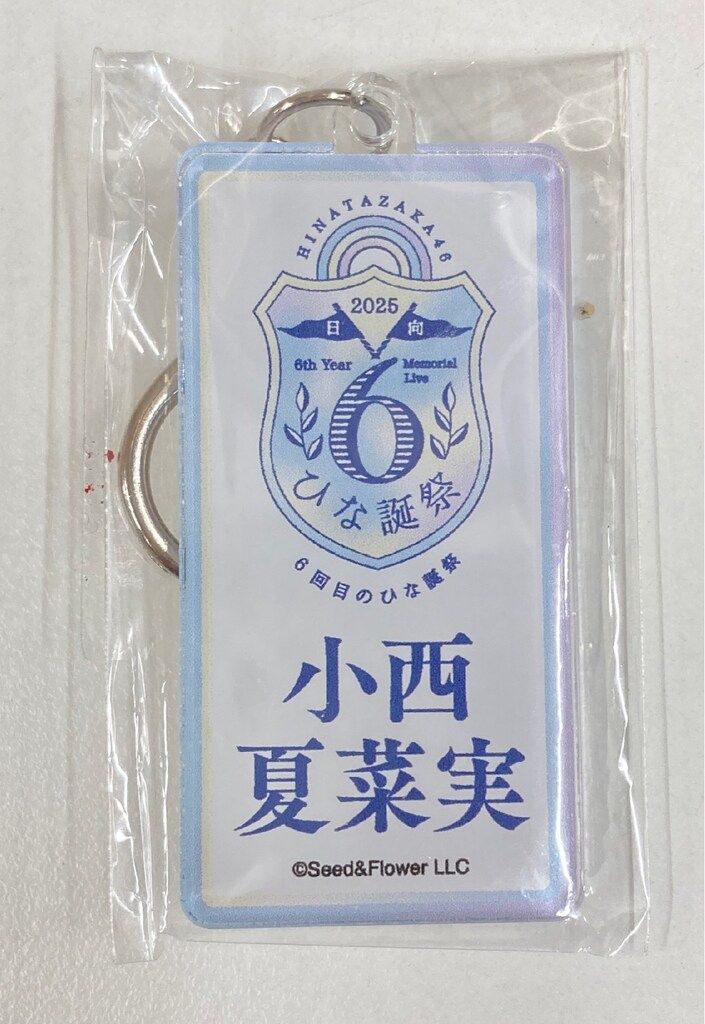 HINATAZAKA46
2025
日 向
6th Year
Memorial
Live
6
ひな誕祭
6回目のひな誕祭
小西
夏菜実
©Seed&Flower LLC